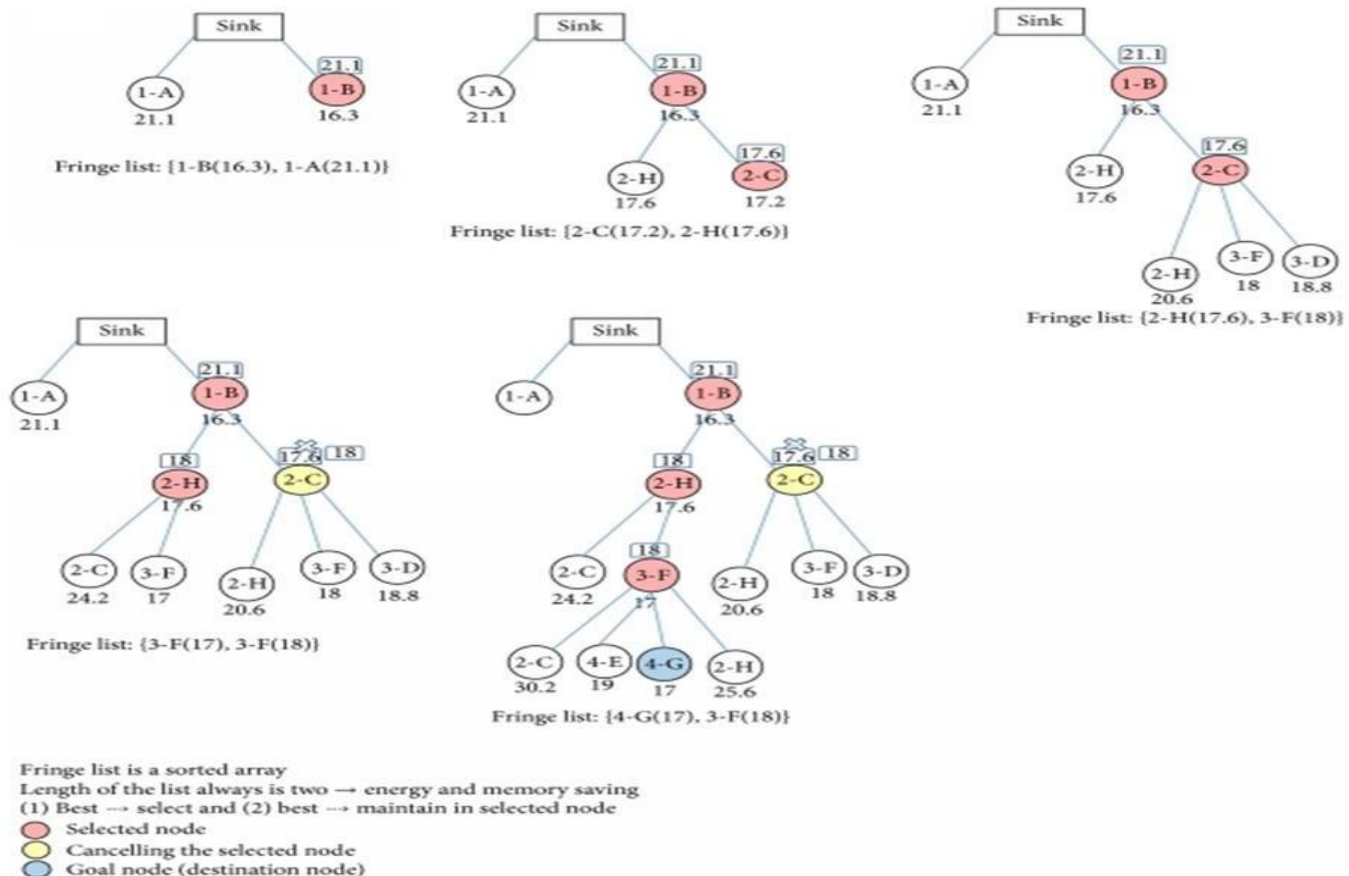 Sink
21.1
1-A
1-B
21.1
16.3
Fringe list: {1-B(16.3), 1-A(21.1)}
Sink
21.1
1-A
1-B
21.1
16.3
17.6
2-H
2-C
17.6
17.2
Fringe list: {2-C(17.2), 2-H(17.6)}
Sink
21.1
1-A
1-B
21.1
16.3
17.6
2-H
2-C
17.6
2-H
3-F
3-D
20.6
18
18.8
Fringe list: {2-H(17.6), 3-F(18)}
Sink
21.1
1-A
1-B
21.1
16.3
18
17.6
18
2-H
2-C
17.6
2-C
3-F
2-H
3-F
3-D
24.2
17
20.6
18
18.8
Fringe list: {3-F(17), 3-F(18)}
Sink
21.1
1-A
1-B
16.3
18
17.6
18
2-H
2-C
17.6
18
2-C
3-F
2-H
3-F
3-D
24.2
17
20.6
18
18.8
2-C
4-E
4-G
2-H
30.2
19
17
25.6
Fringe list: {4-G(17), 3-F(18)}
Fringe list is a sorted array
Length of the list always is two → energy and memory saving
(1) Best → select and (2) best → maintain in selected node
Selected node
Cancelling the selected node
Goal node (destination node)